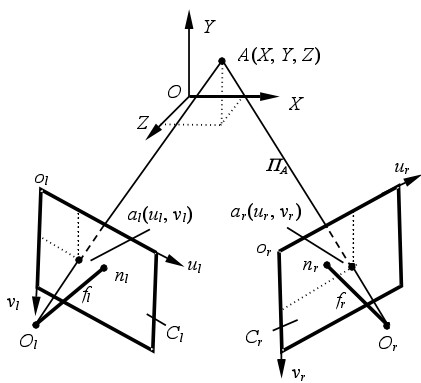 Y
A(X, Y, Z)
O
X
Z
Π_A
o_l
u_r
a_l(u_l, v_l)
a_r(u_r, v_r)
o_r
u_l
n_l
n_r
v_l
f_l
f_r
O_l
C_l
C_r
O_r
v_r